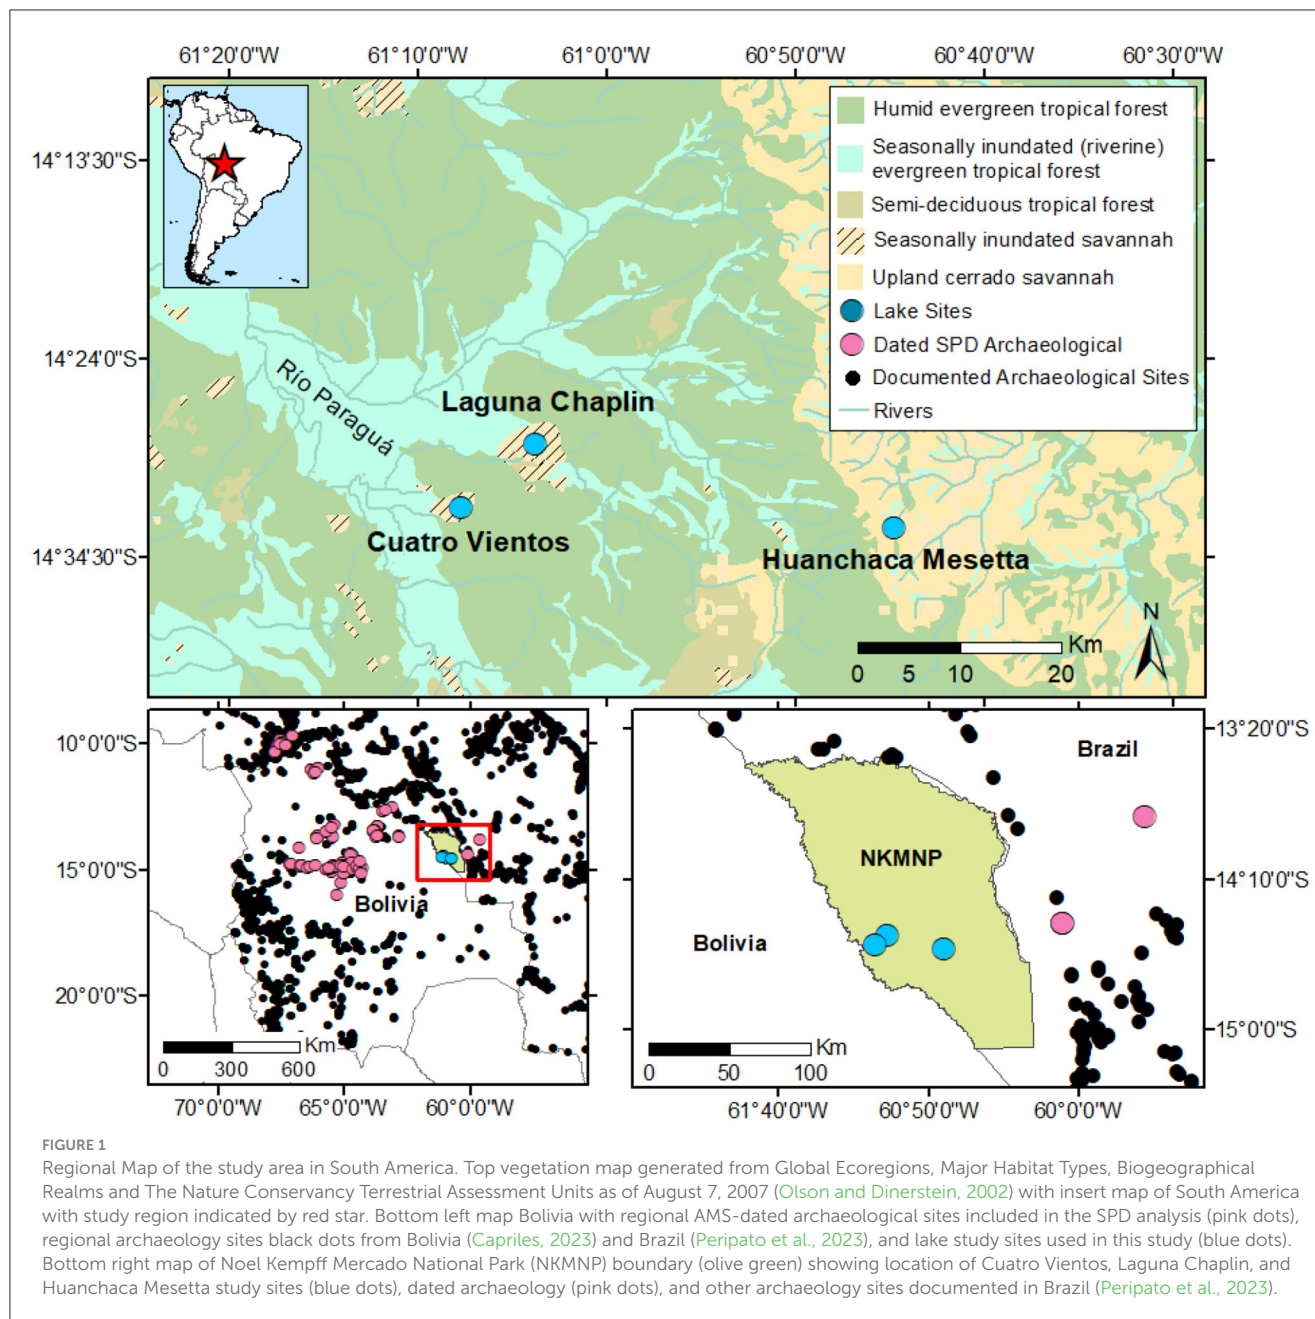 61°20'0"W 61°10'0"W 61°0'0"W 60°50'0"W 60°40'0"W 60°30'0"W
14°13'30"S
14°24'0"S
14°34'30"S
Humid evergreen tropical forest
Seasonally inundated (riverine)
evergreen tropical forest
Semi-deciduous tropical forest
Seasonally inundated savannah
Upland cerrado savannah
Lake Sites
Dated SPD Archaeological
Documented Archaeological Sites
Rivers
Río Paraguá
Laguna Chaplin
Cuatro Vientos
Huanchaca Mesetta
N
Km
0 5 10 20
10°0'0"S
15°0'0"S
20°0'0"S
Bolivia
Km
0 300 600
70°0'0"W 65°0'0"W 60°0'0"W
Brazil
NKMNP
Bolivia
Km
0 50 100
13°20'0"S
14°10'0"S
15°0'0"S
61°40'0"W 60°50'0"W 60°0'0"W
FIGURE 1
Regional Map of the study area in South America. Top vegetation map generated from Global Ecoregions, Major Habitat Types, Biogeographical
Realms and The Nature Conservancy Terrestrial Assessment Units as of August 7, 2007 (Olson and Dinerstein, 2002) with insert map of South America
with study region indicated by red star. Bottom left map Bolivia with regional AMS-dated archaeological sites included in the SPD analysis (pink dots),
regional archaeology sites black dots from Bolivia (Capriles, 2023) and Brazil (Peripato et al., 2023), and lake study sites used in this study (blue dots).
Bottom right map of Noel Kempff Mercado National Park (NKMNP) boundary (olive green) showing location of Cuatro Vientos, Laguna Chaplin, and
Huanchaca Mesetta study sites (blue dots), dated archaeology (pink dots), and other archaeology sites documented in Brazil (Peripato et al., 2023).